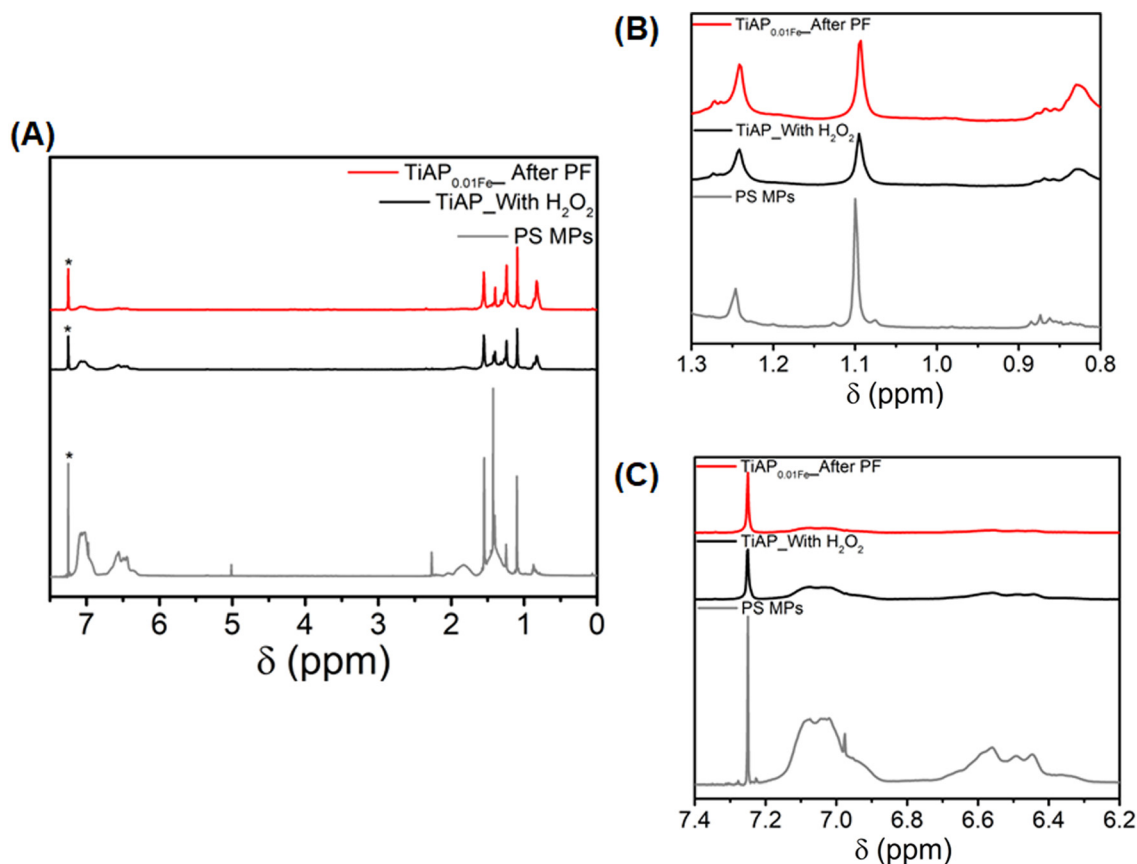 (A)
TiAP0.01Fe_ After PF
TiAP_With H2O2
PS MPs
*
*
*
7 6 5 4 3 2 1 0
δ (ppm)
(B)
TiAP0.01Fe_After PF
TiAP_With H2O2
PS MPs
1.3 1.2 1.1 1.0 0.9 0.8
δ (ppm)
(C)
TiAP0.01Fe_After PF
TiAP_With H2O2
PS MPs
7.4 7.2 7.0 6.8 6.6 6.4 6.2
δ (ppm)